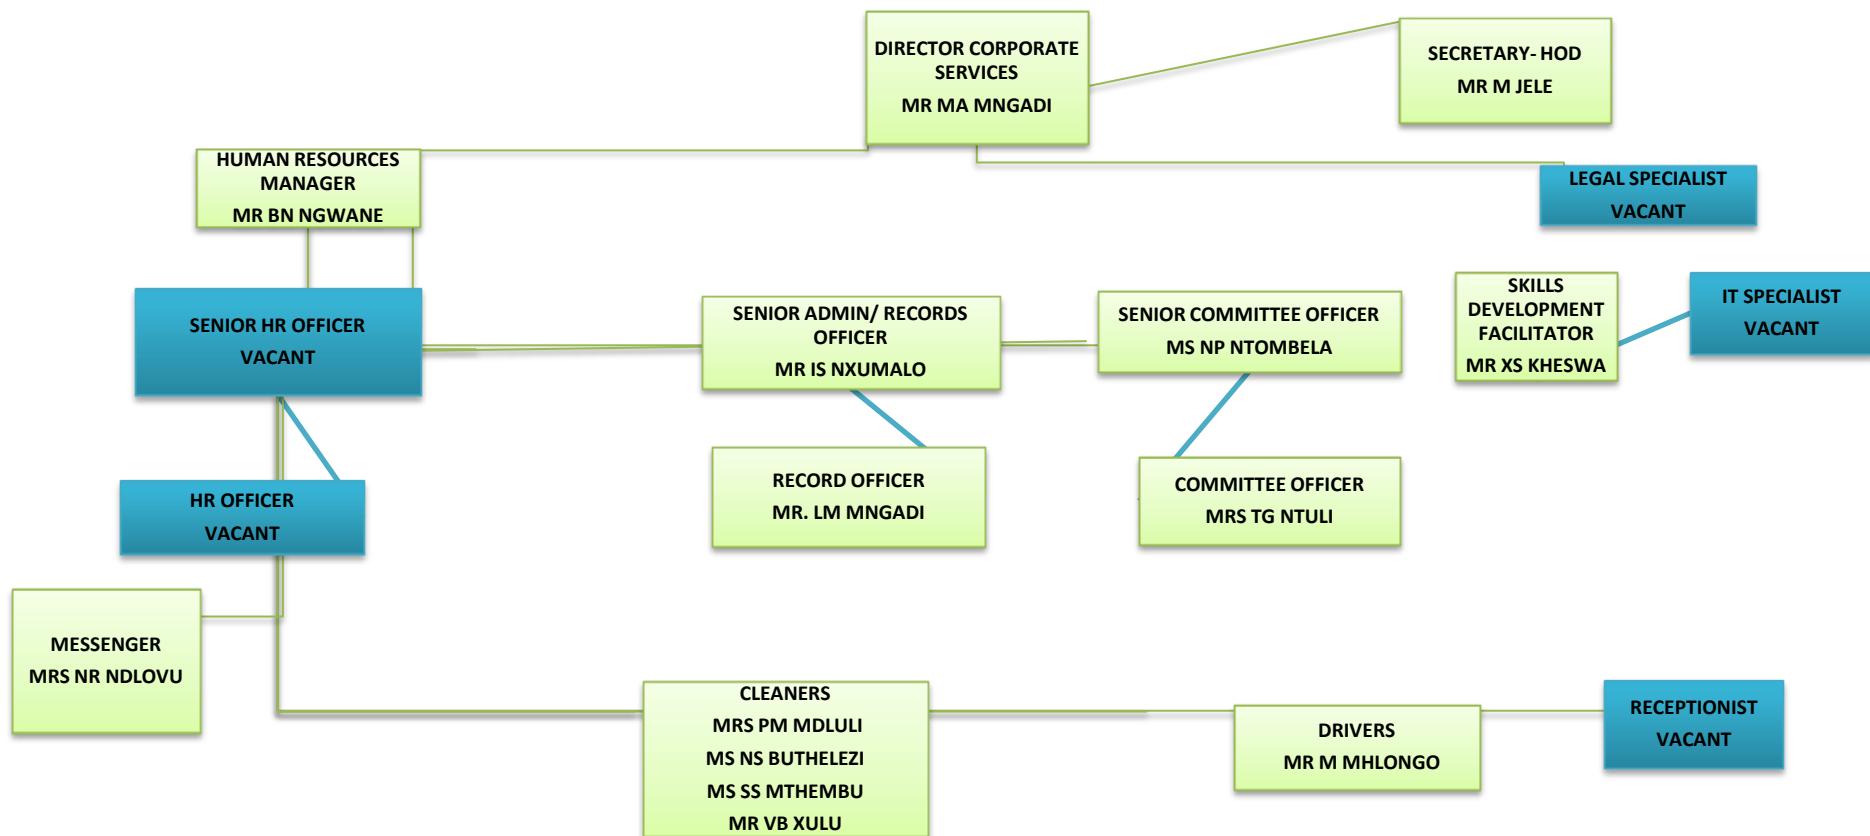 DIRECTOR CORPORATE
SERVICES
MR MA MNGADI
SECRETARY- HOD
MR M JELE
HUMAN RESOURCES
MANAGER
MR BN NGWANE
LEGAL SPECIALIST
VACANT
SENIOR HR OFFICER
VACANT
SENIOR ADMIN/ RECORDS
OFFICER
MR IS NXUMALO
SENIOR COMMITTEE OFFICER
MS NP NTOMBELA
SKILLS
DEVELOPMENT
FACILITATOR
MR XS KHESWA
IT SPECIALIST
VACANT
HR OFFICER
VACANT
RECORD OFFICER
MR. LM MNGADI
COMMITTEE OFFICER
MRS TG NTULI
MESSENGER
MRS NR NDLOVU
CLEANERS
MRS PM MDLULI
MS NS BUTHELEZI
MS SS MTHEMBU
MR VB XULU
DRIVERS
MR M MHLONGO
RECEPTIONIST
VACANT